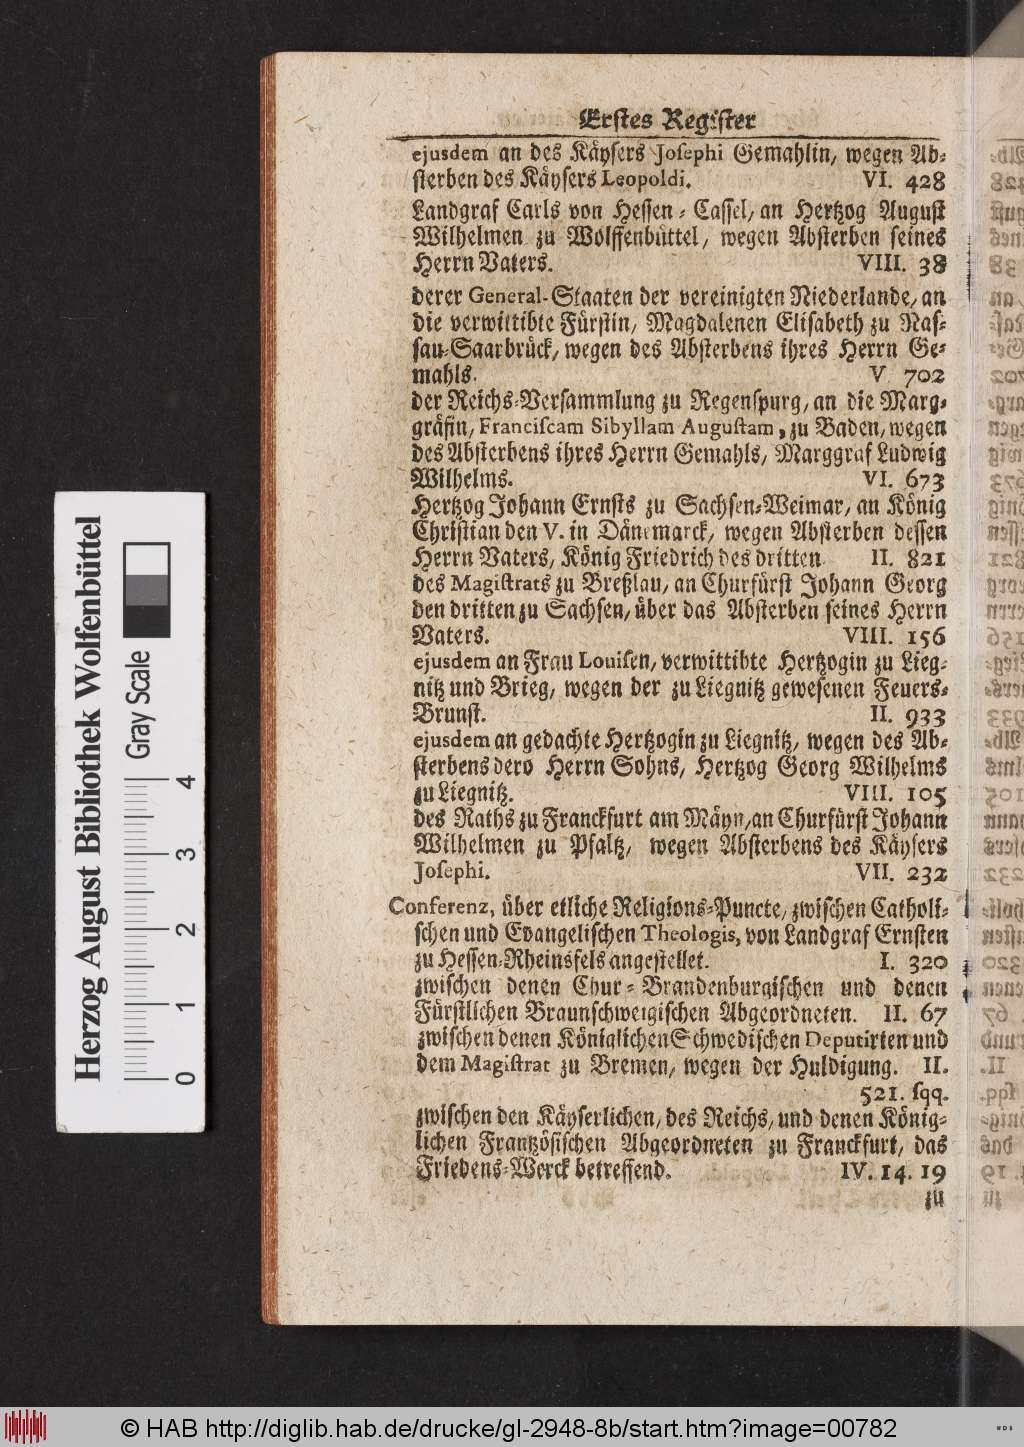 Erstes Register
ejusdem an des Käysers Josephi Gemahlin, wegen Ab-
sterben des Käysers Leopoldi. VI. 428
Landgraf Carls von Hessen-Cassel, an Hertzog August
Wilhelmen zu Wolffenbüttel, wegen Absterben seines
Herrn Vaters. VIII. 38
derer General-Staaten der vereinigten Niederlande, an
die verwittibte Fürstin, Magdalenen Elisabeth zu Nas-
sau-Saarbrück, wegen des Absterbens ihres Herrn Ge-
mahls. V 702
der Reichs-Versammlung zu Regenspurg, an die Marg-
gräfin, Franciscam Sibyllam Augustam, zu Baden, wegen
des Absterbens ihres Herrn Gemahls, Marggraf Ludwig
Wilhelms. VI. 673
Hertzog Johann Ernsts zu Sachsen-Weimar, an König
Christian den V. in Dänemarck, wegen Absterben dessen
Herrn Vaters, König Friedrich des dritten II. 821
des Magistrats zu Breßlau, an Churfürst Johann Georg
den dritten zu Sachsen, über das Absterben seines Herrn
Vaters. VIII. 156
ejusdem an Frau Louisen, verwittibte Hertzogin zu Lieg-
nitz und Brieg, wegen der zu Liegnitz gewesenen Feuers-
Brunst. II. 933
ejusdem an gedachte Hertzogin zu Liegnitz, wegen des Ab-
sterbens dero Herrn Sohns, Hertzog Georg Wilhelms
zu Liegnitz. VIII. 105
des Raths zu Franckfurt am Mäyn, an Churfürst Johann
Wilhelmen zu Pfaltz, wegen Absterbens des Käysers
Josephi. VII. 232
Conferenz, über etliche Religions-Puncte, zwischen Catholi-
schen und Evangelischen Theologis, von Landgraf Ernsten
zu Hessen-Rheinsfels angestellet. I. 320
zwischen denen Chur-Brandenburgischen und denen
Fürstlichen Braunschweigischen Abgeordneten. II. 67
zwischen denen Königlichen Schwedischen Deputirten und
dem Magistrat zu Bremen, wegen der Huldigung. II.
521. sqq.
zwischen den Käyserlichen, des Reichs, und denen König-
lichen Frantzösischen Abgeordneten zu Franckfurt, das
Friedens-Werck betreffend. IV. 14. 19
zu
Herzog August Bibliothek Wolfenbüttel
Gray Scale
0 1 2 3 4
© HAB http://diglib.hab.de/drucke/gl-2948-8b/start.htm?image=00782